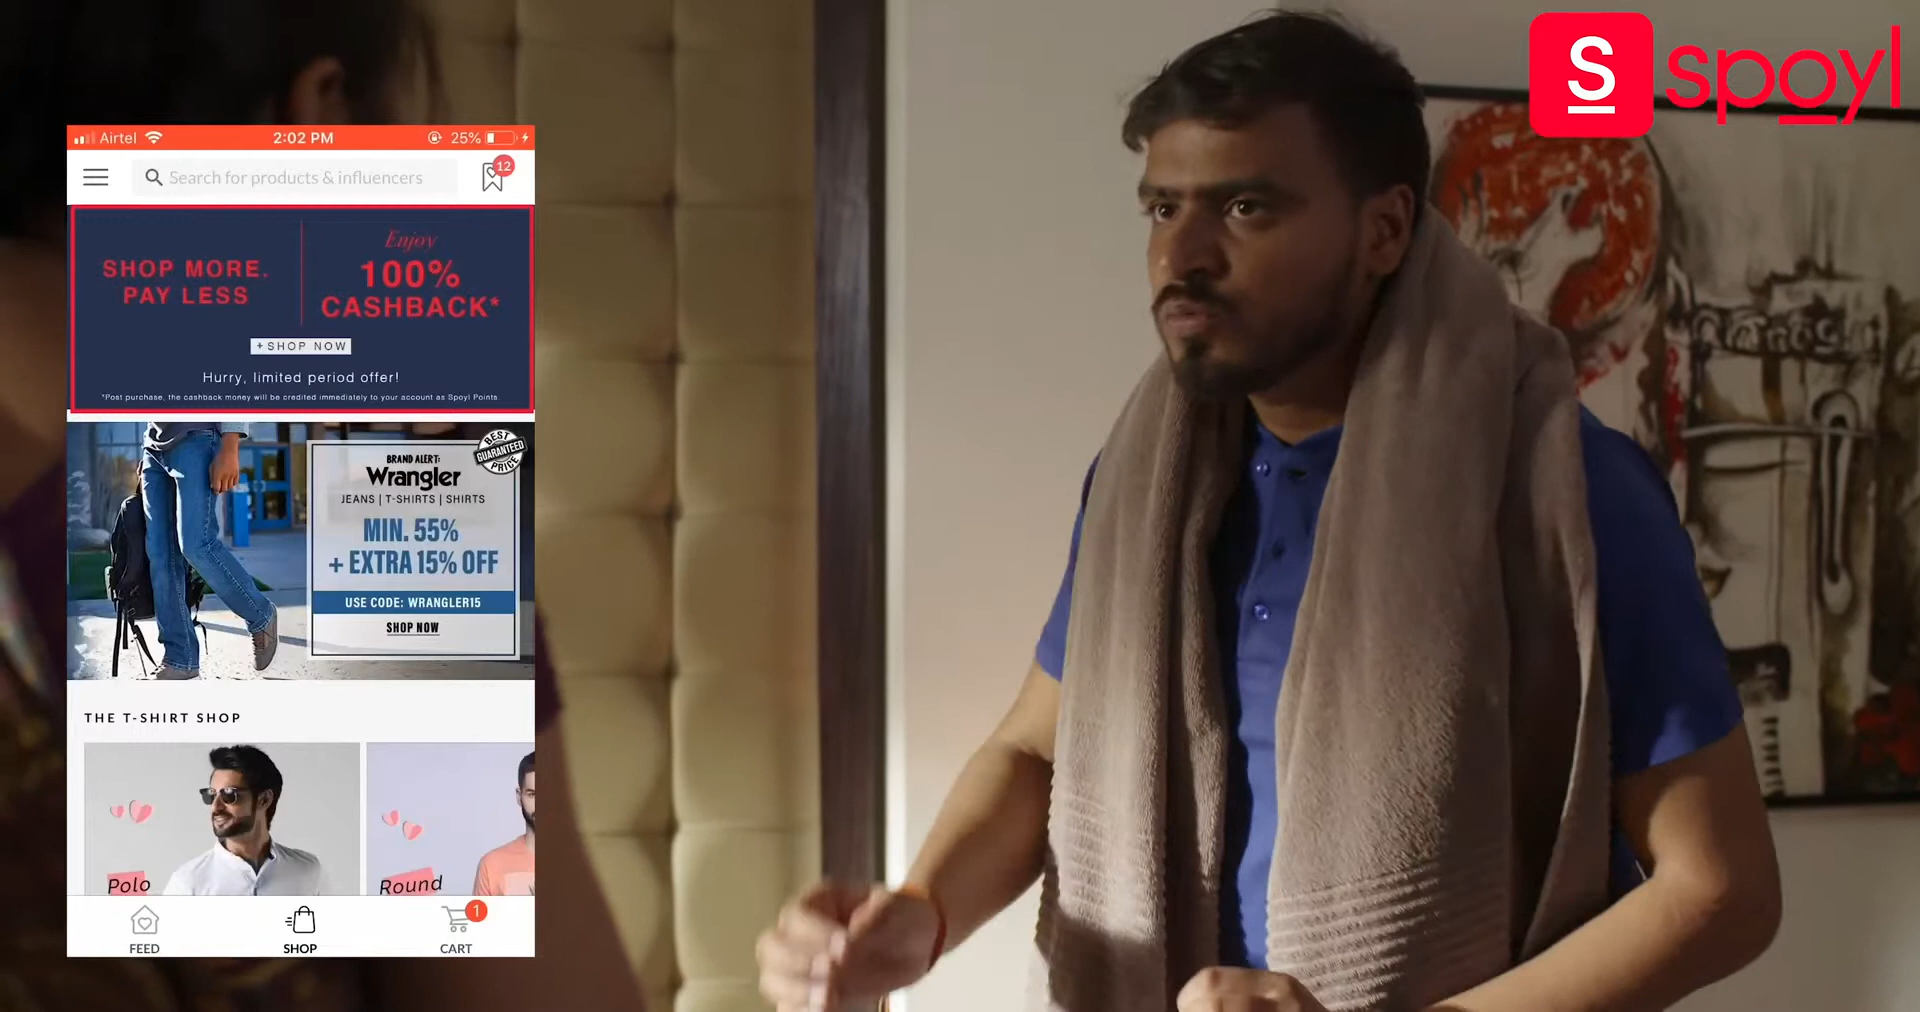 S spoyl
Airtel 2:02 PM 25%
Search for products & influencers
12
SHOP MORE.
PAY LESS
Enjoy
100%
CASHBACK*
+SHOP NOW
Hurry, limited period offer!
*Post purchase, the cashback money will be credited immediately to your account as Spoyl Points.
BEST
GUARANTEED
PRICE
BRAND ALERT:
Wrangler
JEANS | T-SHIRTS | SHIRTS
MIN. 55%
+ EXTRA 15% OFF
USE CODE: WRANGLER15
SHOP NOW
THE T-SHIRT SHOP
Polo
Round
1
FEED
SHOP
CART